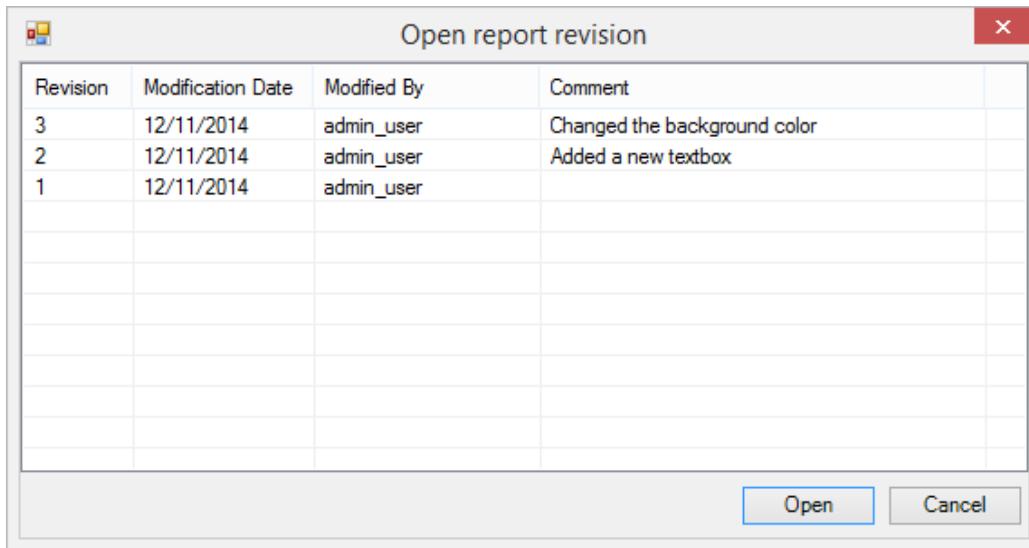 Open report revision
Revision Modification Date Modified By Comment
3 12/11/2014 admin_user Changed the background color
2 12/11/2014 admin_user Added a new textbox
1 12/11/2014 admin_user
Open Cancel